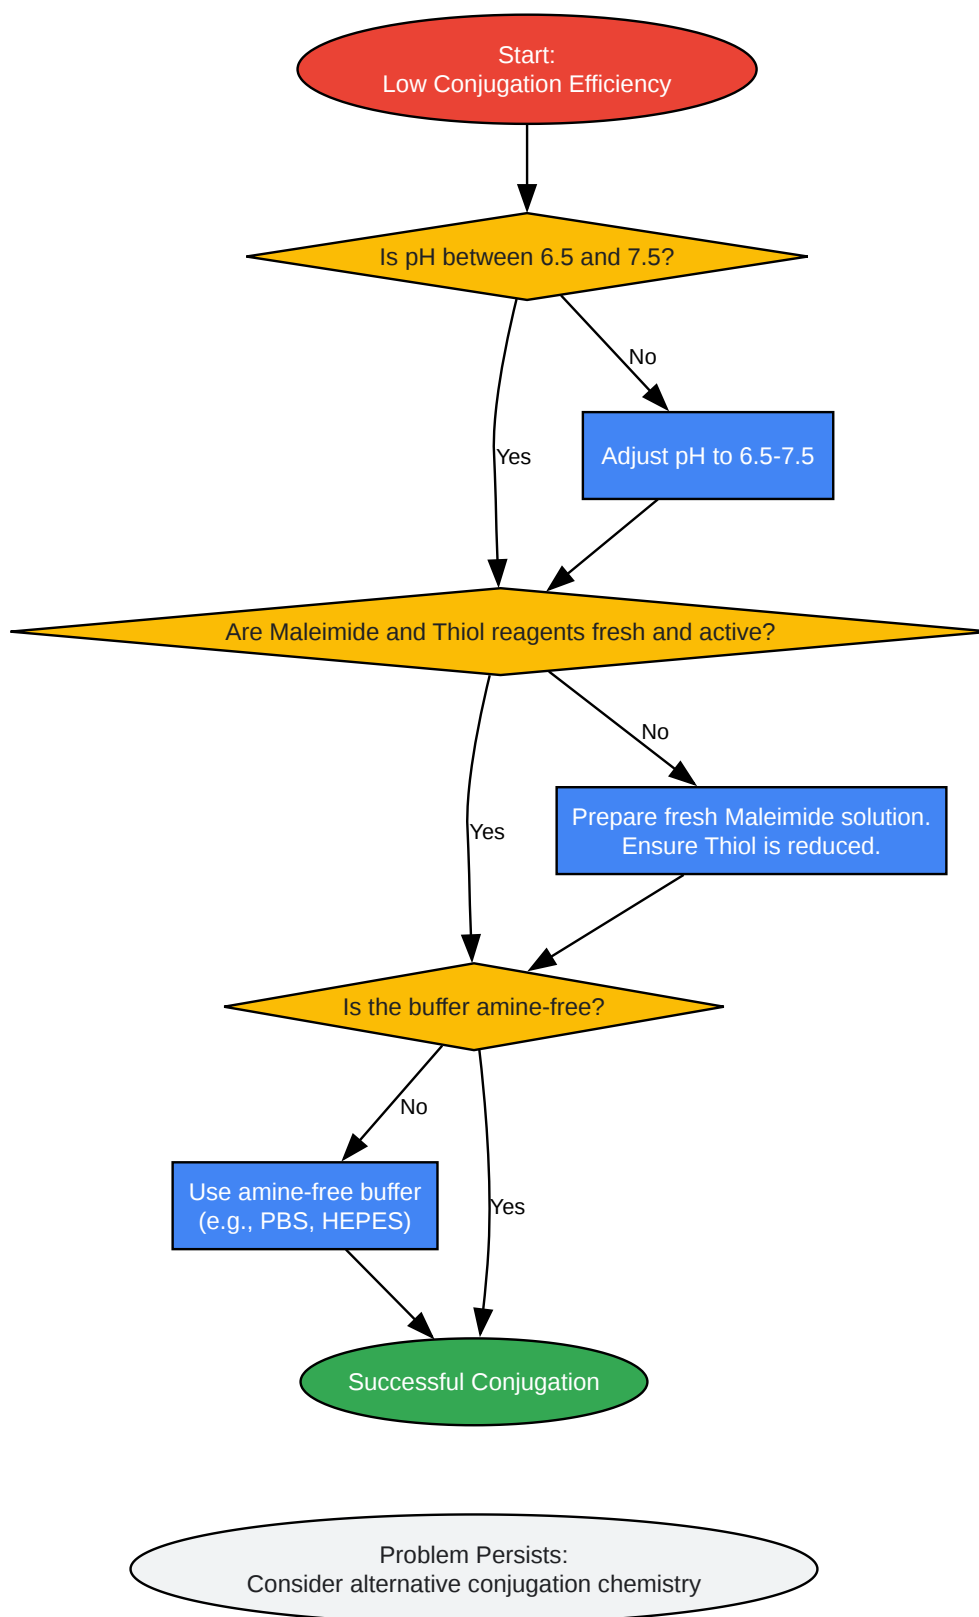 Start:
Low Conjugation Efficiency
Is pH between 6.5 and 7.5?
No
Yes
Adjust pH to 6.5-7.5
Are Maleimide and Thiol reagents fresh and active?
No
Yes
Prepare fresh Maleimide solution.
Ensure Thiol is reduced.
Is the buffer amine-free?
No
Use amine-free buffer
(e.g., PBS, HEPES)
Yes
Successful Conjugation
Problem Persists:
Consider alternative conjugation chemistry